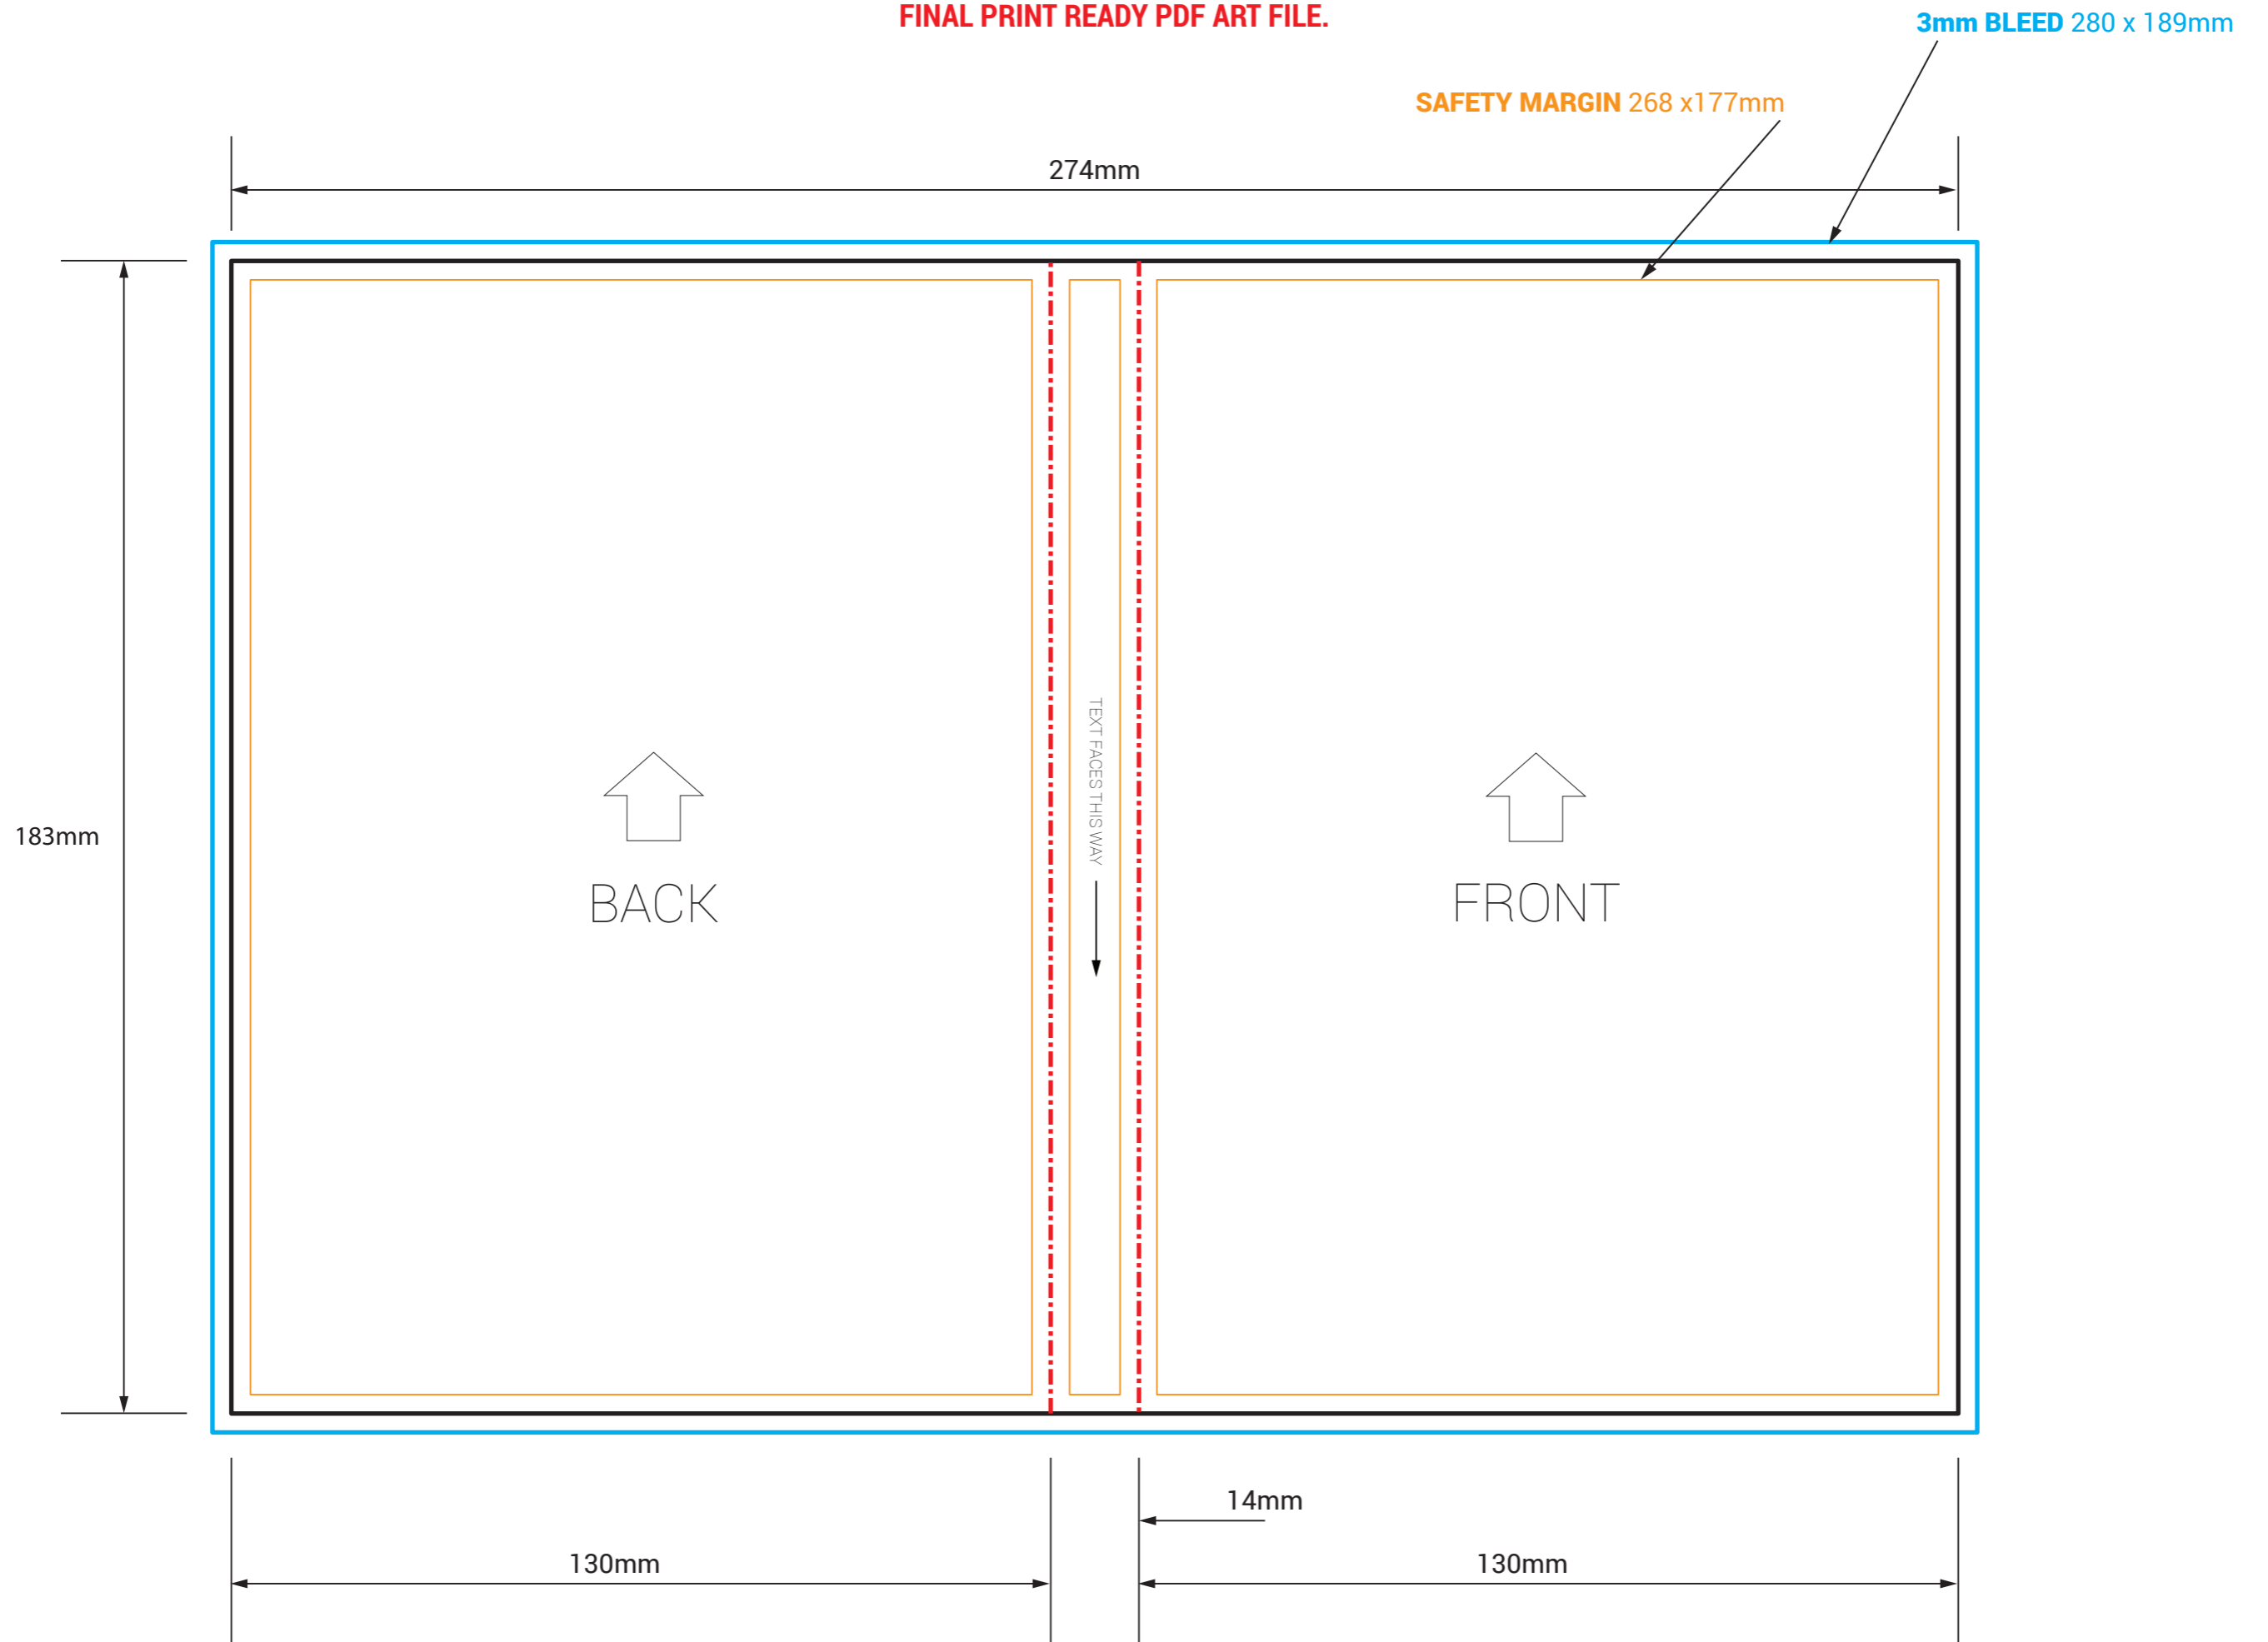 FINAL PRINT READY PDF ART FILE.
3mm BLEED 280 x 189mm
SAFETY MARGIN 268 x177mm
274mm
183mm
TEXT FACES THIS WAY
BACK
FRONT
14mm
130mm
130mm